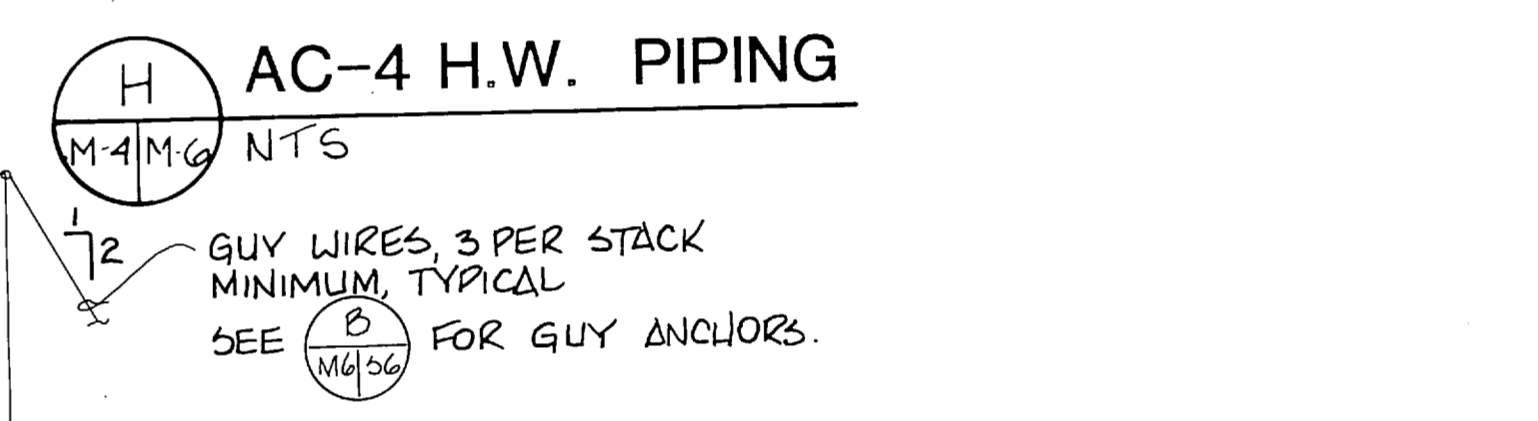 H
M-4 M-6
AC-4 H.W. PIPING
NTS
1
2
GUY WIRES, 3 PER STACK
MINIMUM, TYPICAL
SEE B M6 S6 FOR GUY ANCHORS.